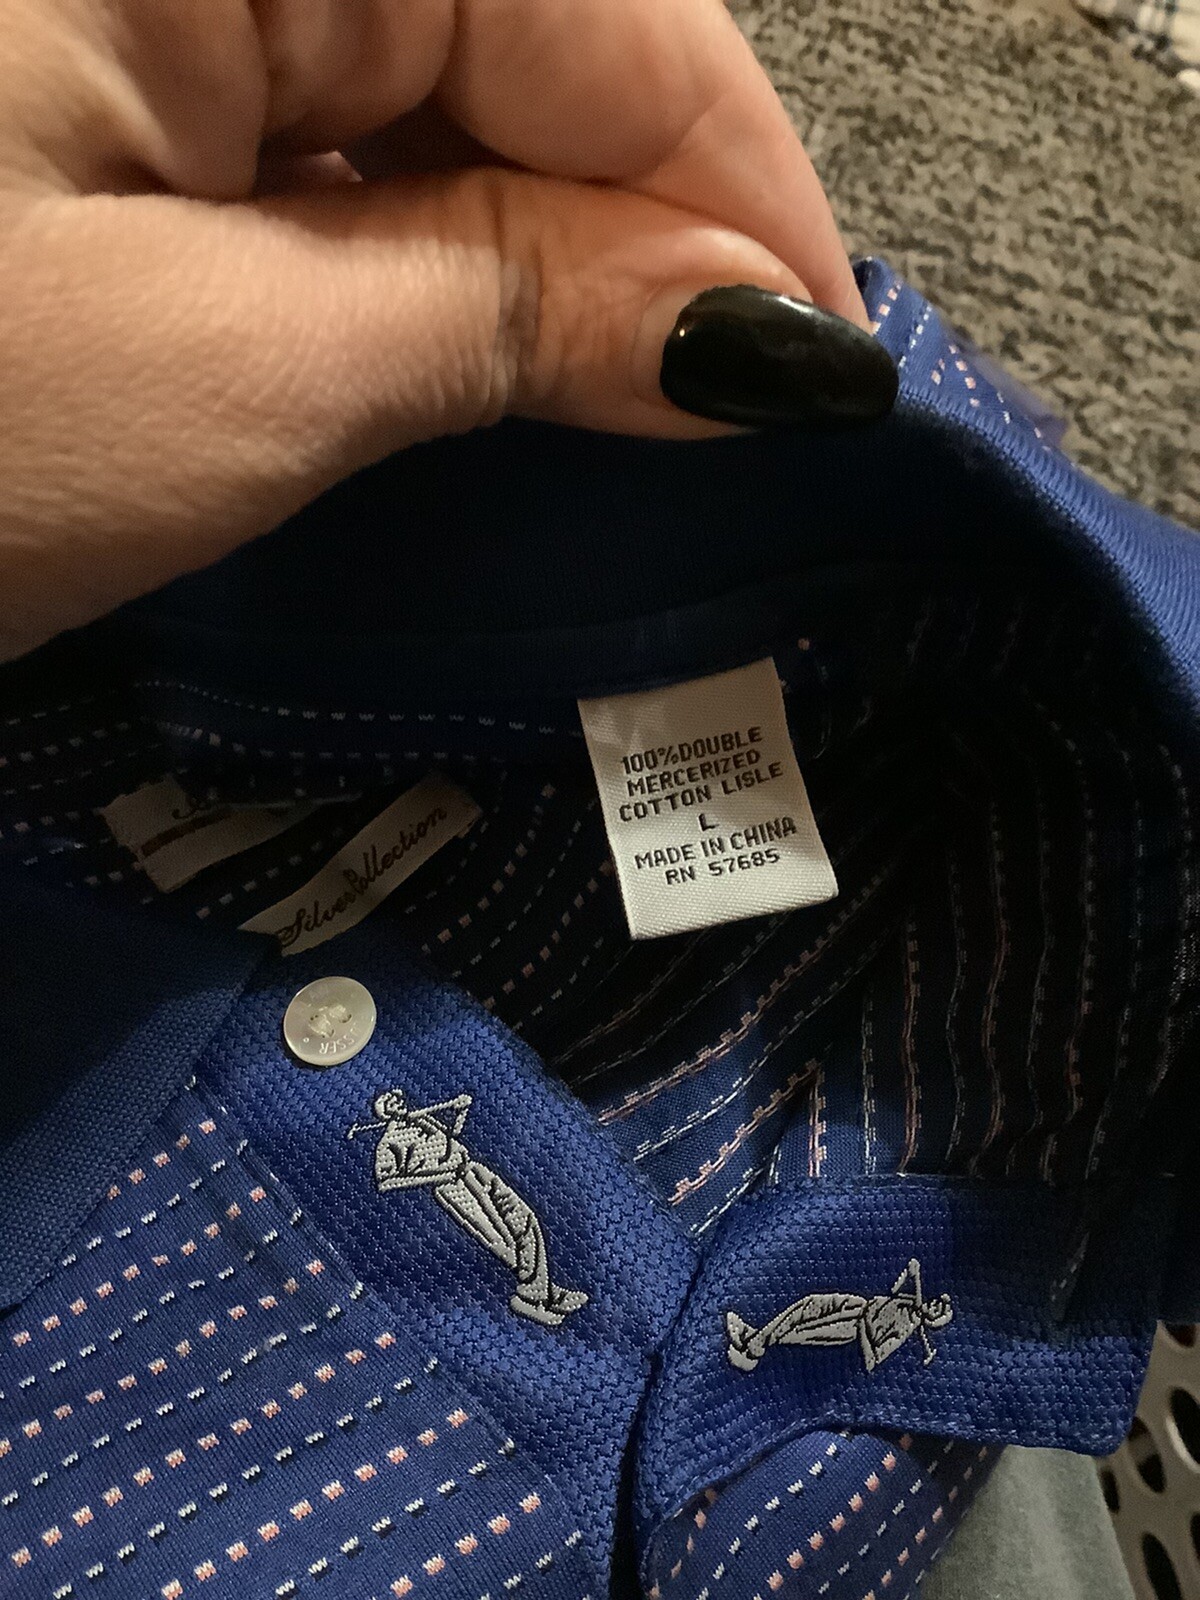 100% DOUBLE
MERCERIZED
COTTON LISLE
L
MADE IN CHINA
RN 57685
Silver Collection